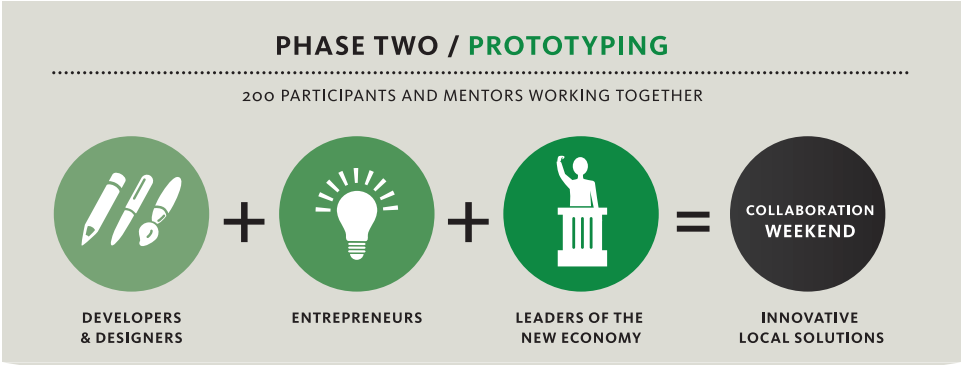 PHASE TWO / PROTOTYPING
200 PARTICIPANTS AND MENTORS WORKING TOGETHER
+ + =
COLLABORATION
WEEKEND
DEVELOPERS
& DESIGNERS
ENTREPRENEURS
LEADERS OF THE
NEW ECONOMY
INNOVATIVE
LOCAL SOLUTIONS